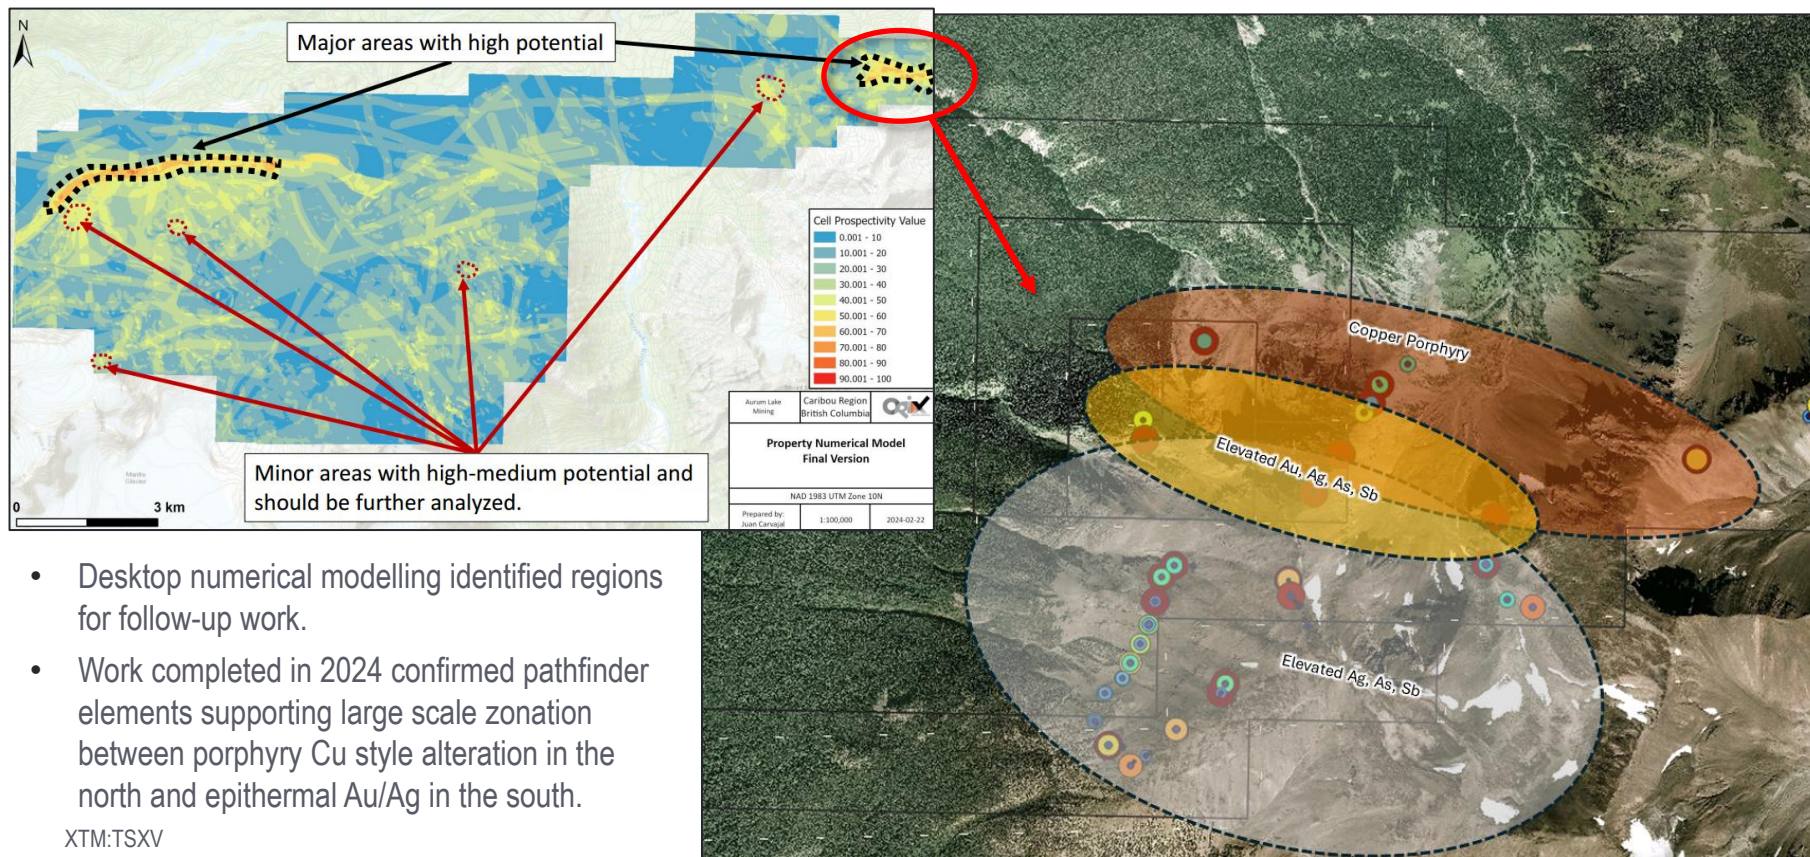 N
Major areas with high potential
Cell Prospectivity Value
0.001 - 10
10.001 - 20
20.001 - 30
30.001 - 40
40.001 - 50
50.001 - 60
60.001 - 70
70.001 - 80
80.001 - 90
90.001 - 100
Aurum Lake
Mining
Caribou Region
British Columbia
Property Numerical Model
Final Version
NAD 1983 UTM Zone 10N
Prepared by:
Juan Carvajal
1:100,000
2024-02-22
Minor areas with high-medium potential and
should be further analyzed.
Glacier
0
3 km
Copper Porphyry
Elevated Au, Ag, As, Sb
Elevated Ag, As, Sb
• Desktop numerical modelling identified regions
for follow-up work.
• Work completed in 2024 confirmed pathfinder
elements supporting large scale zonation
between porphyry Cu style alteration in the
north and epithermal Au/Ag in the south.
XTM:TSXV